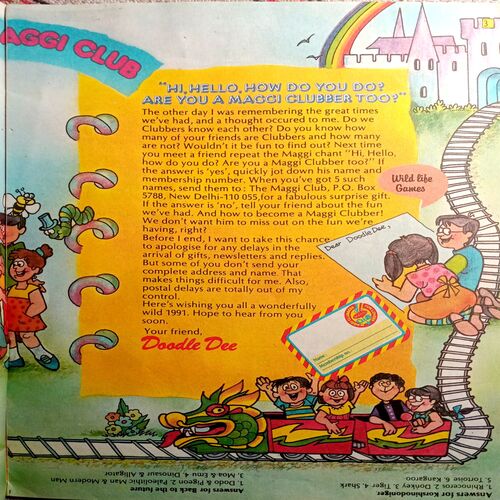 MAGGI CLUB
"HI, HELLO, HOW DO YOU DO?
ARE YOU A MAGGI CLUBBER TOO?"
The other day I was remembering the great times
we've had, and a thought occured to me. Do we
Clubbers know each other? Do you know how
many of your friends are Clubbers and how many
are not? Wouldn't it be fun to find out? Next time
you meet a friend repeat the Maggi chant "Hi, Hello,
how do you do? Are you a Maggi Clubber too?" If
the answer is 'yes', quickly jot down his name and
membership number. When you've got 5 such
names, send them to : The Maggi Club, P.O. Box
5788, New Delhi-110 055, for a fabulous surprise gift.
If the answer is 'no', tell your friend about the fun
we've had. And how to become a Maggi Clubber!
We don't want him to miss out on the fun we're
having, right?
Before I end, I want to take this chance
to apologise for any delays in the
arrival of gifts, newsletters and replies.
But some of you don't send your
complete address and name. That
makes things difficult for me. Also,
postal delays are totally out of my
control.
Here's wishing you all a wonderfully
wild 1991. Hope to hear from you
soon.
Your friend,
Doodle Dee
Wild life
Games
Dear Doodle Dee,
Name
Membership no.
Answers for Hinbodonkiger
1. Rhinoceros 2. Donkey 3. Tiger 4. Shark
5. Tortoise 6. Kangaroo
Answers for Back to the future
1. Dodo & Pigeon 2. Paleolithic Man & Modern Man
3. Moa & Emu 4. Dinosaur & Alligator